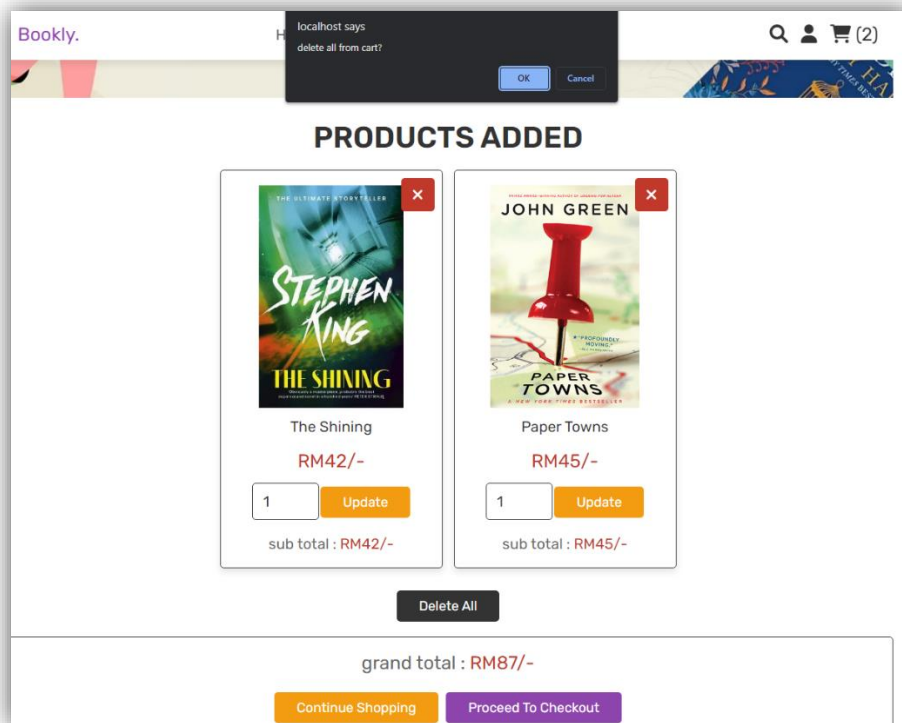 Bookly.
H
localhost says
delete all from cart?
OK
Cancel
(2)
PRODUCTS ADDED
THE ULTIMATE STORYTELLER
STEPHEN
KING
THE SHINING
JOHN GREEN
"PROFOUNDLY
MOVING."
PAPER
TOWNS
A NEW YORK TIMES BESTSELLER
The Shining
Paper Towns
RM42/-
RM45/-
1
Update
1
Update
sub total : RM42/-
sub total : RM45/-
Delete All
grand total : RM87/-
Continue Shopping
Proceed To Checkout